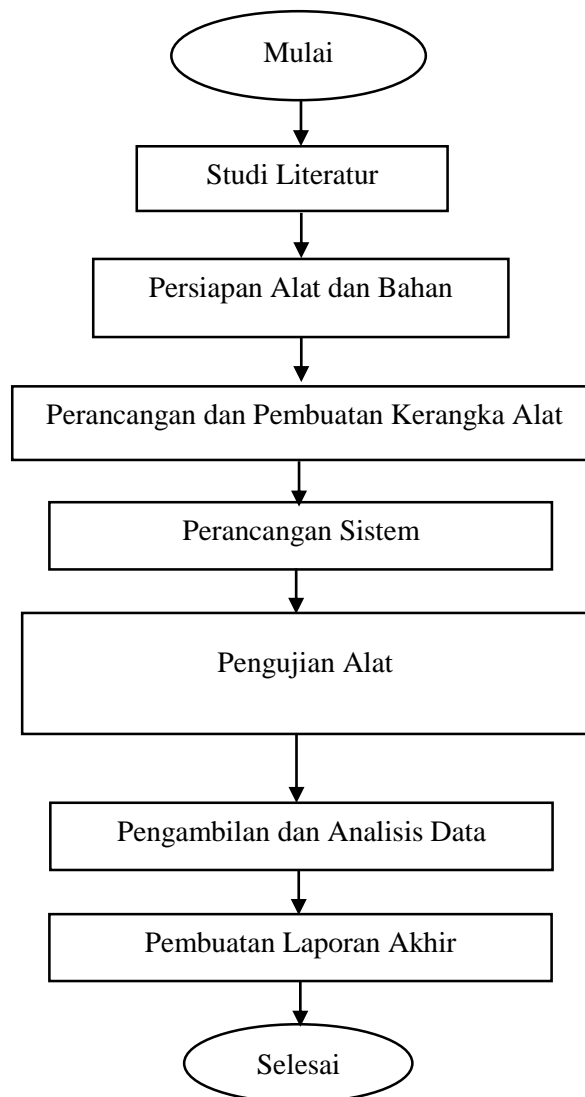 Mulai
Studi Literatur
Persiapan Alat dan Bahan
Perancangan dan Pembuatan Kerangka Alat
Perancangan Sistem
Pengujian Alat
Pengambilan dan Analisis Data
Pembuatan Laporan Akhir
Selesai